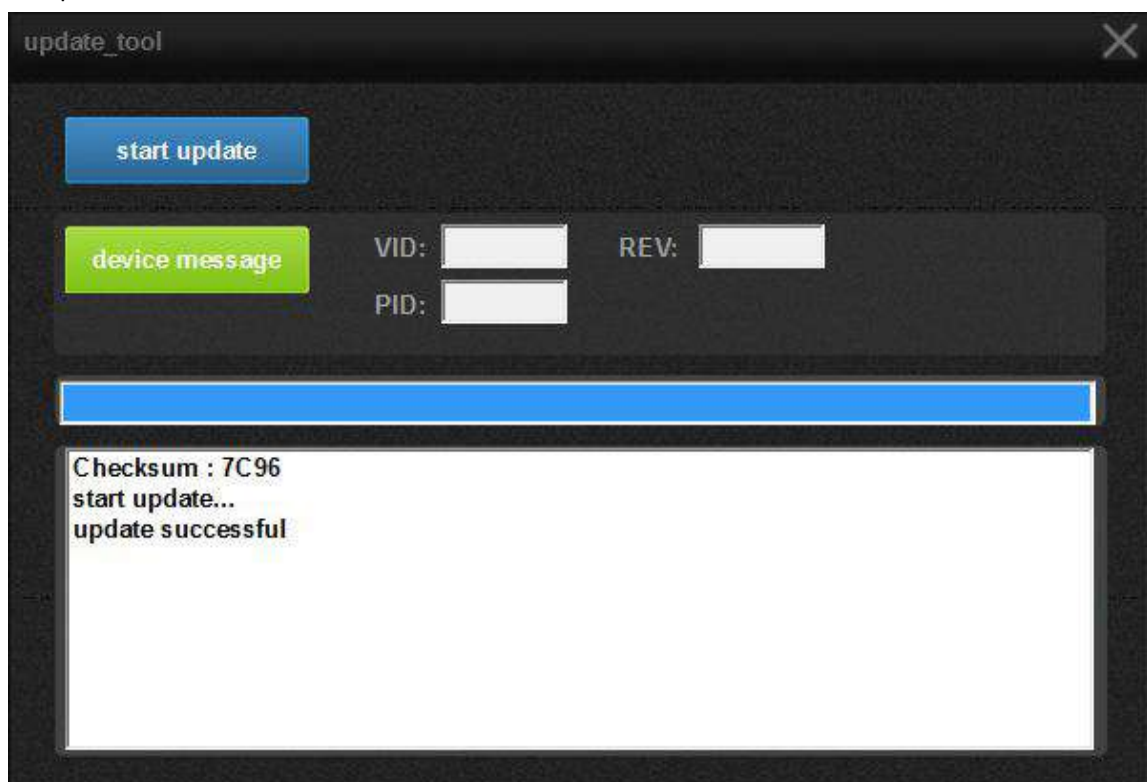 update_tool
start update
device message
VID:
REV:
PID:
Checksum : 7C96
start update...
update successful